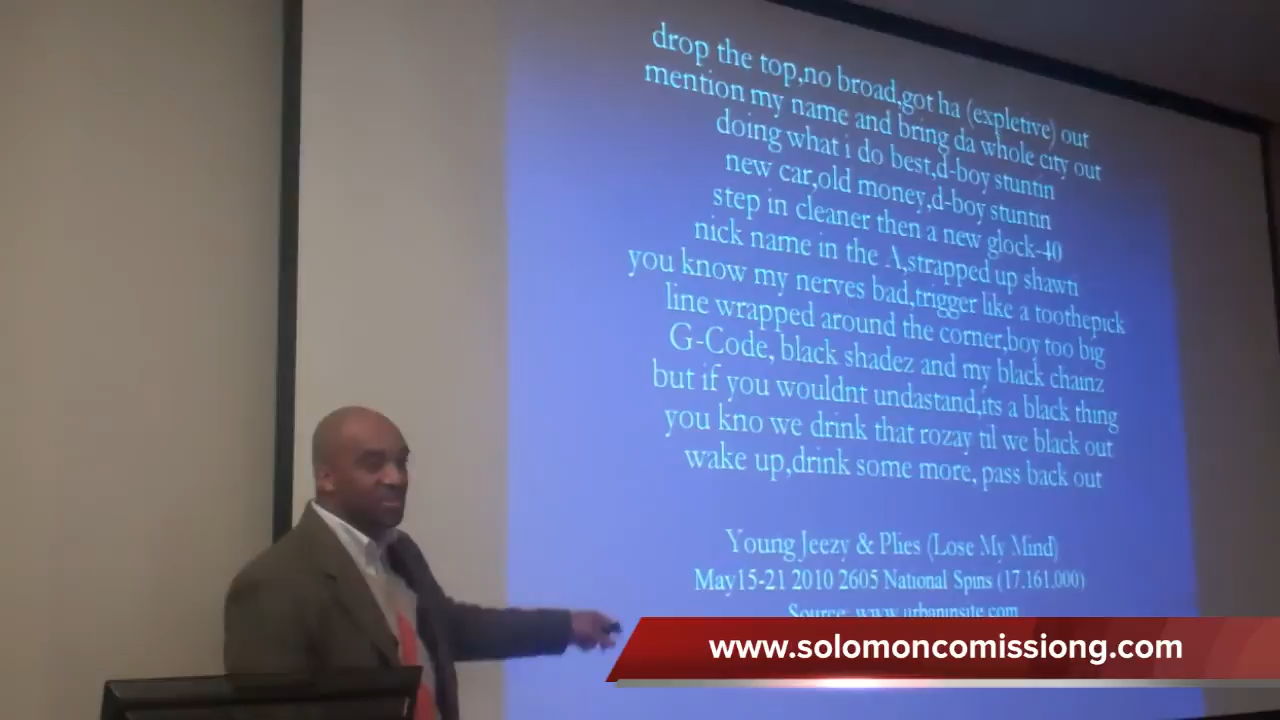 drop the top,no broad,got ha (expletive) out
mention my name and bring da whole city out
doing what i do best,d-boy stuntin
new car,old money,d-boy stuntin
step in cleaner then a new glock-40
nick name in the A,strapped up shawti
you know my nerves bad,trigger like a toothepick
line wrapped around the corner,boy too big
G-Code, black shadez and my black chainz
but if you wouldnt undastand,its a black thing
you kno we drink that rozay til we black out
wake up,drink some more, pass back out
Young Jeezy & Plies (Lose My Mind)
May15-21 2010 2605 National Spins (17.161.000)
Source: www.urbaninsite.com
www.solomoncomissiong.com